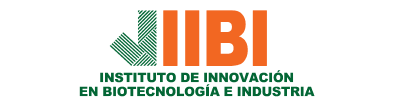 IIBI
INSTITUTO DE INNOVACIÓN
EN BIOTECNOLOGÍA E INDUSTRIA